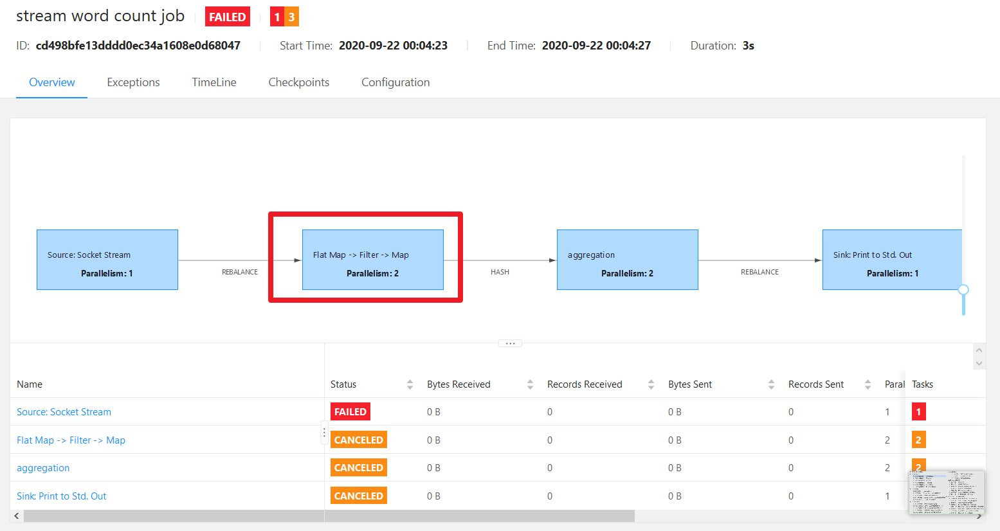 stream word count job FAILED 1 3
ID: cd498bfe13dddd0ec34a1608e0d68047 Start Time: 2020-09-22 00:04:23 End Time: 2020-09-22 00:04:27 Duration: 3s
Overview Exceptions TimeLine Checkpoints Configuration
Source: Socket Stream
Parallelism: 1
REBALANCE
Flat Map -> Filter -> Map
Parallelism: 2
HASH
aggregation
Parallelism: 2
REBALANCE
Sink: Print to Std. Out
Parallelism: 1
Name Status Bytes Received Records Received Bytes Sent Records Sent Paral Tasks
Source: Socket Stream FAILED 0 B 0 0 B 0 1 1
Flat Map -> Filter -> Map CANCELED 0 B 0 0 B 0 2 2
aggregation CANCELED 0 B 0 0 B 0 2 2
Sink: Print to Std. Out CANCELED 0 B 0 0 B 0 1